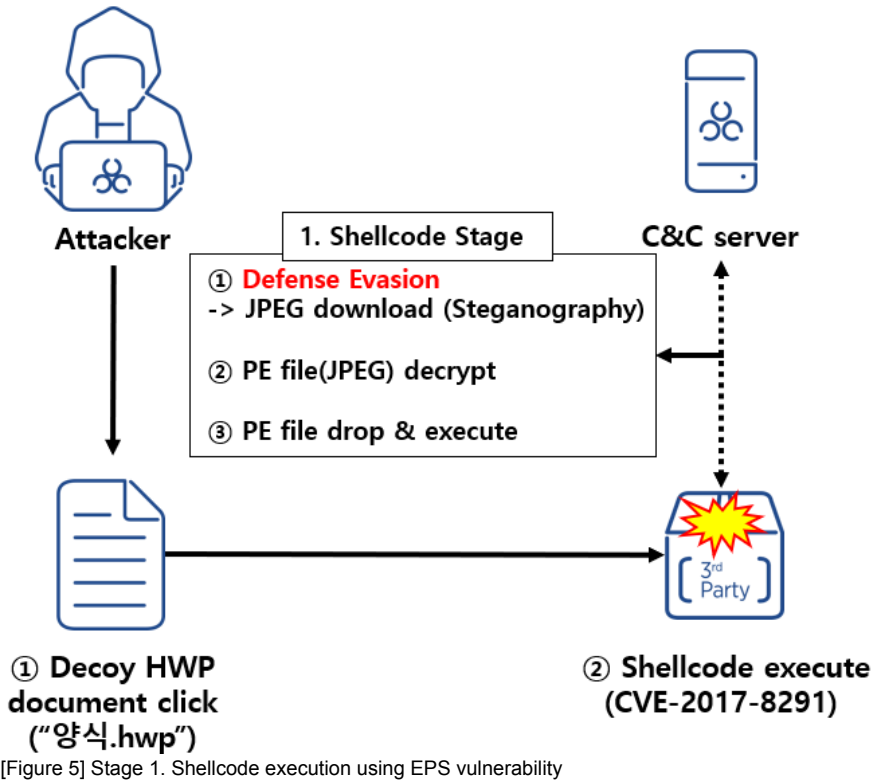 Attacker
C&C server
1. Shellcode Stage
① Defense Evasion
-> JPEG download (Steganography)
② PE file(JPEG) decrypt
③ PE file drop & execute
3rd
Party
① Decoy HWP
document click
(“양식.hwp”)
② Shellcode execute
(CVE-2017-8291)
[Figure 5] Stage 1. Shellcode execution using EPS vulnerability